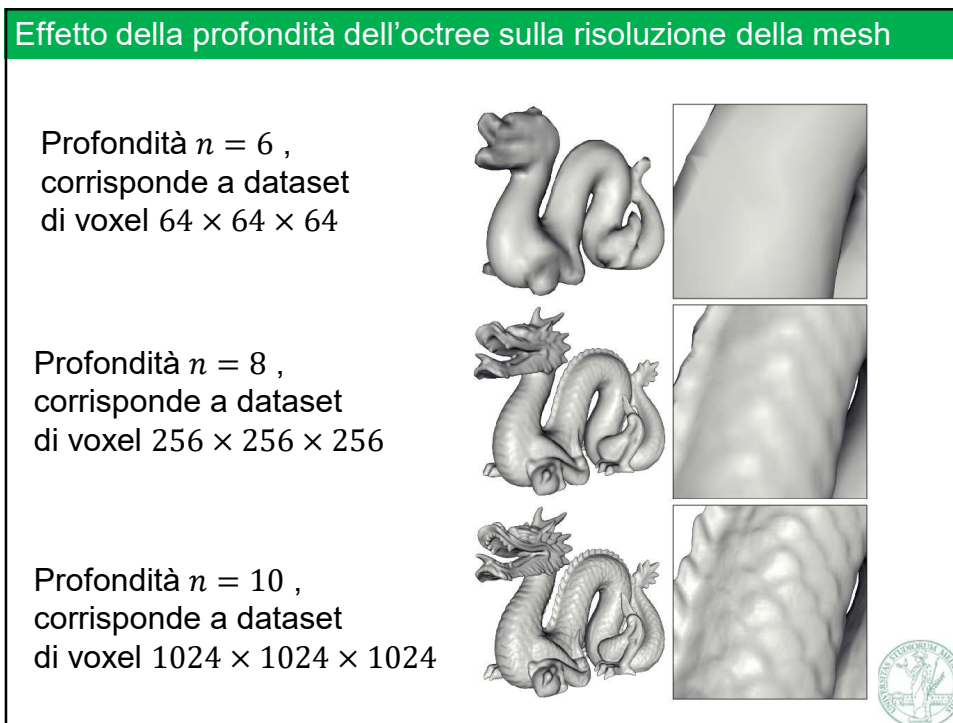 Effetto della profondità dell'octree sulla risoluzione della mesh
Profondità n = 6 ,
corrisponde a dataset
di voxel 64 × 64 × 64
Profondità n = 8 ,
corrisponde a dataset
di voxel 256 × 256 × 256
Profondità n = 10 ,
corrisponde a dataset
di voxel 1024 × 1024 × 1024